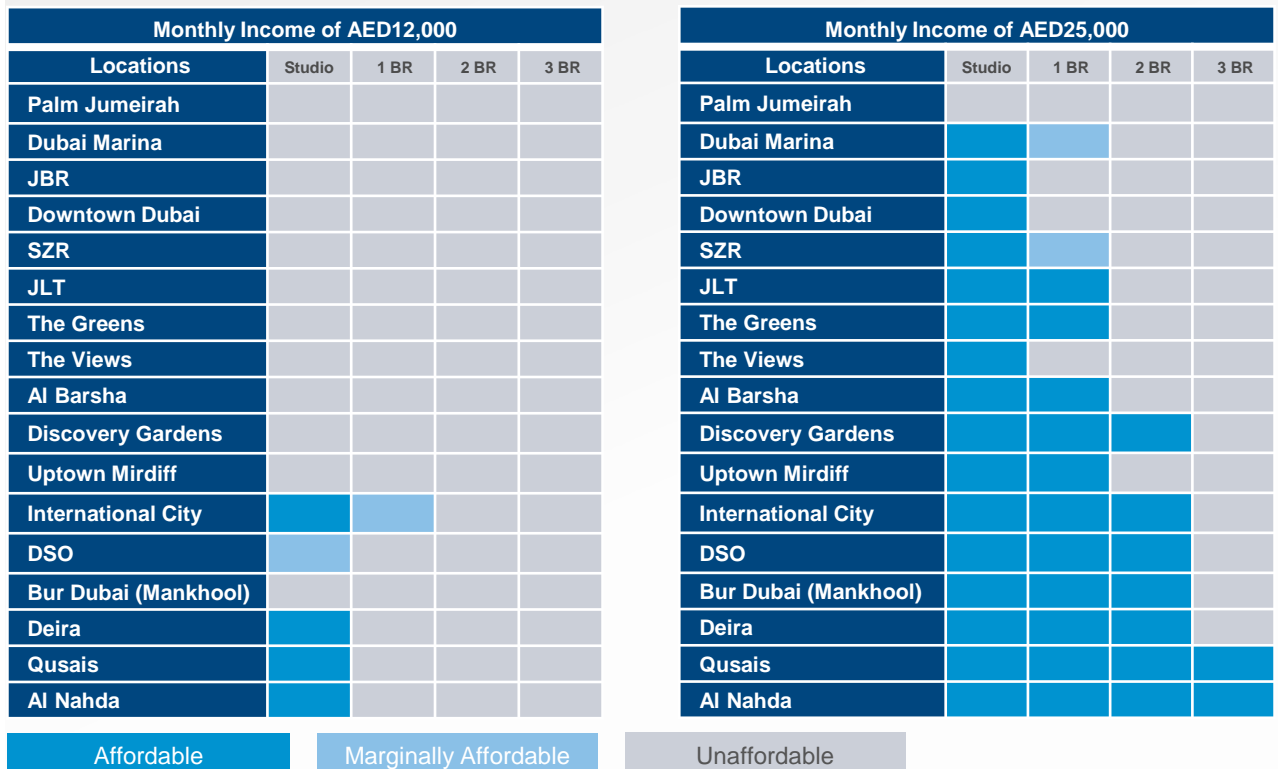 Monthly Income of AED12,000
Locations Studio 1 BR 2 BR 3 BR
Palm Jumeirah
Dubai Marina
JBR
Downtown Dubai
SZR
JLT
The Greens
The Views
Al Barsha
Discovery Gardens
Uptown Mirdiff
International City
DSO
Bur Dubai (Mankhool)
Deira
Qusais
Al Nahda
Monthly Income of AED25,000
Locations Studio 1 BR 2 BR 3 BR
Palm Jumeirah
Dubai Marina
JBR
Downtown Dubai
SZR
JLT
The Greens
The Views
Al Barsha
Discovery Gardens
Uptown Mirdiff
International City
DSO
Bur Dubai (Mankhool)
Deira
Qusais
Al Nahda
Affordable Marginally Affordable Unaffordable